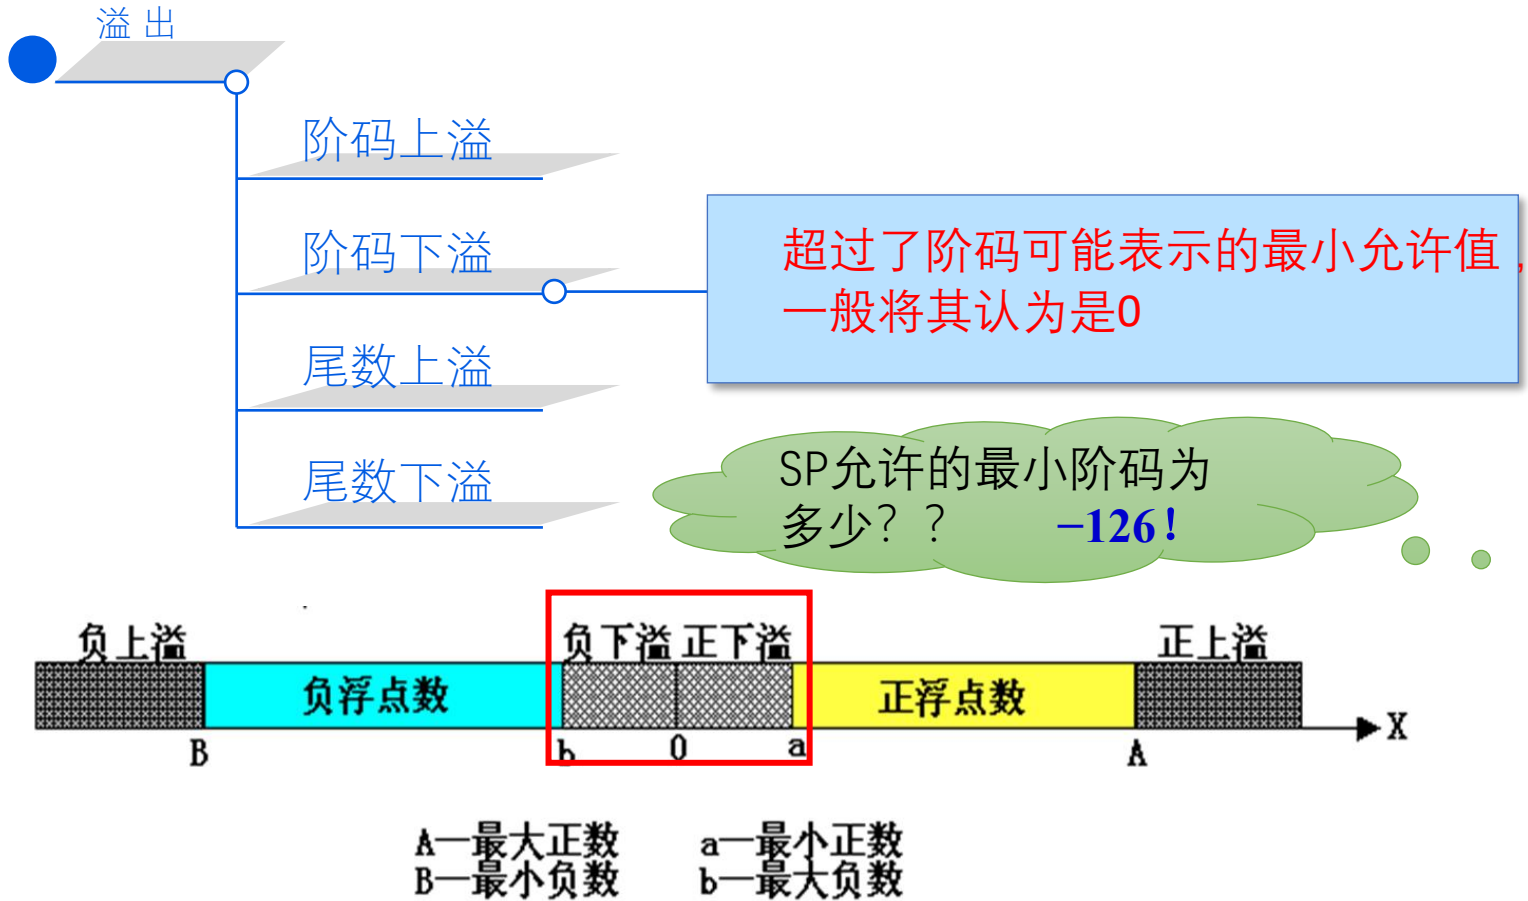 溢 出
阶码上溢
阶码下溢
超过了阶码可能表示的最小允许值，
一般将其认为是0
尾数上溢
尾数下溢
SP允许的最小阶码为
多少？？ −126！
负上溢 负下溢 正下溢 正上溢
负浮点数 正浮点数
B b 0 a A X
A—最大正数 a—最小正数
B—最小负数 b—最大负数